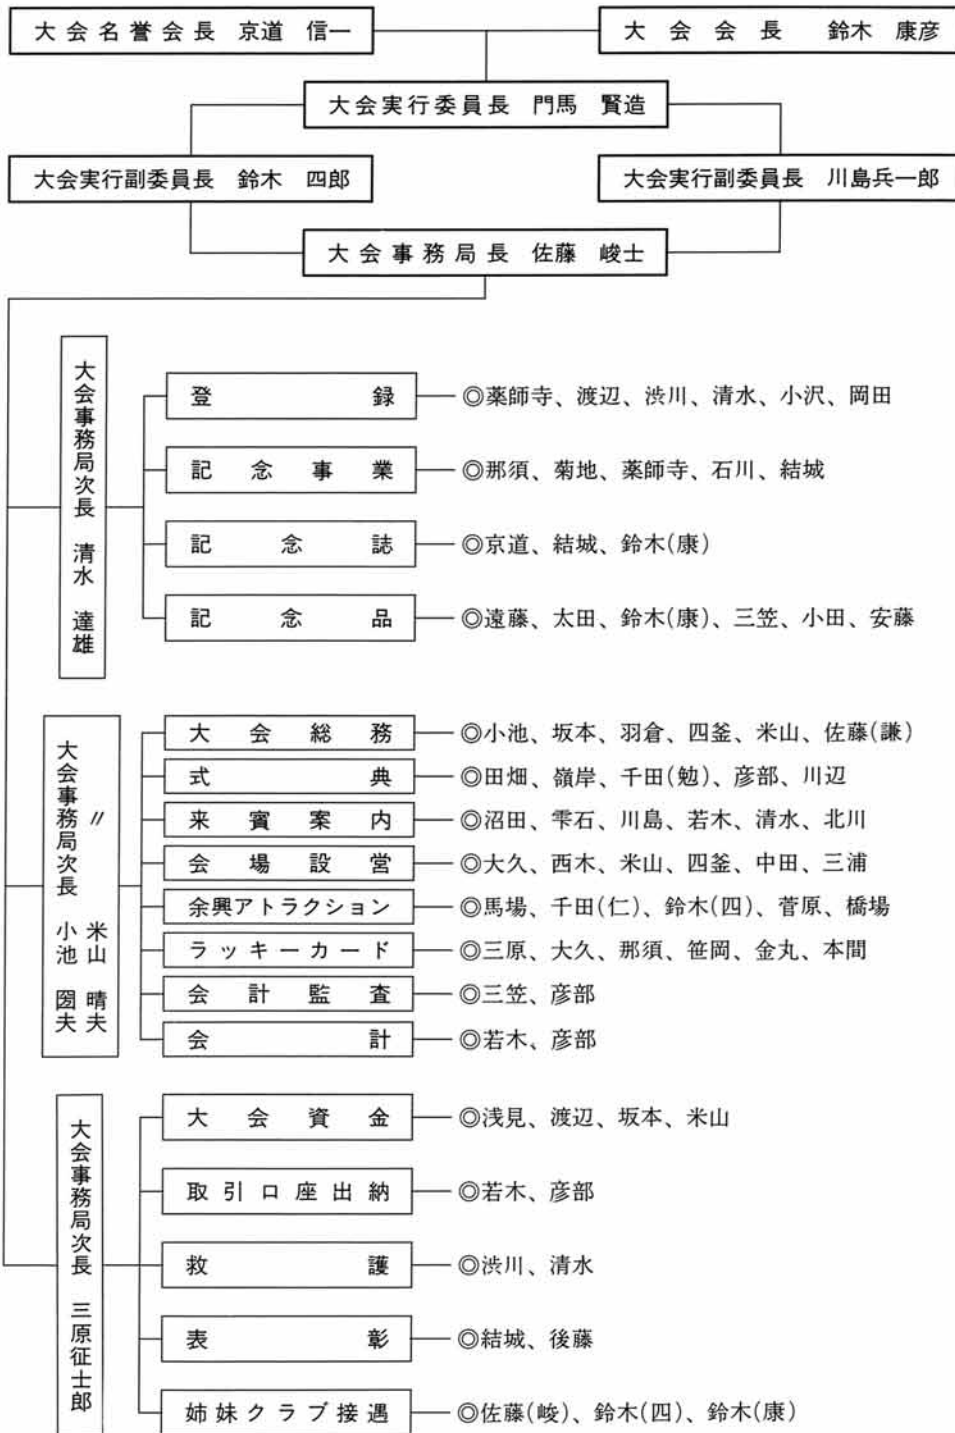 大会名誉会長 京道 信一
大会会長 鈴木 康彦
大会実行委員長 門馬 賢造
大会実行副委員長 鈴木 四郎
大会実行副委員長 川島兵一郎
大会事務局長 佐藤 峻士
大会事務局次長 清水 達雄
登録 ◎薬師寺、渡辺、渋川、清水、小沢、岡田
記念事業 ◎那須、菊地、薬師寺、石川、結城
記念誌 ◎京道、結城、鈴木(康)
記念品 ◎遠藤、太田、鈴木(康)、三笠、小田、安藤
〃 米山 晴夫
大会事務局次長 小池 圀夫
大会総務 ◎小池、坂本、羽倉、四釜、米山、佐藤(謙)
式典 ◎田畑、嶺岸、千田(勉)、彦部、川辺
来賓案内 ◎沼田、雫石、川島、若木、清水、北川
会場設営 ◎大久、西木、米山、四釜、中田、三浦
余興アトラクション ◎馬場、千田(仁)、鈴木(四)、菅原、橋場
ラッキーカード ◎三原、大久、那須、笹岡、金丸、本間
会計監査 ◎三笠、彦部
会計 ◎若木、彦部
大会事務局次長 三原征士郎
大会資金 ◎浅見、渡辺、坂本、米山
取引口座出納 ◎若木、彦部
救護 ◎渋川、清水
表彰 ◎結城、後藤
姉妹クラブ接遇 ◎佐藤(峻)、鈴木(四)、鈴木(康)